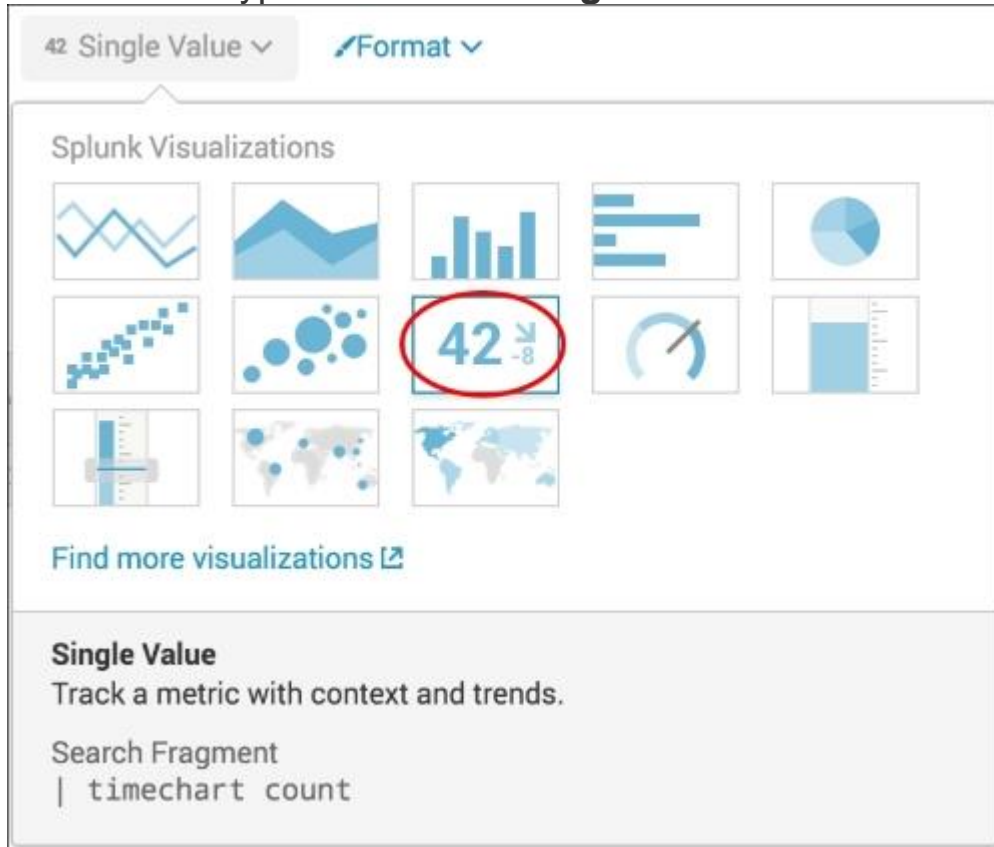 42 Single Value Format
Splunk Visualizations
42 -8
Find more visualizations
Single Value
Track a metric with context and trends.
Search Fragment
| timechart count